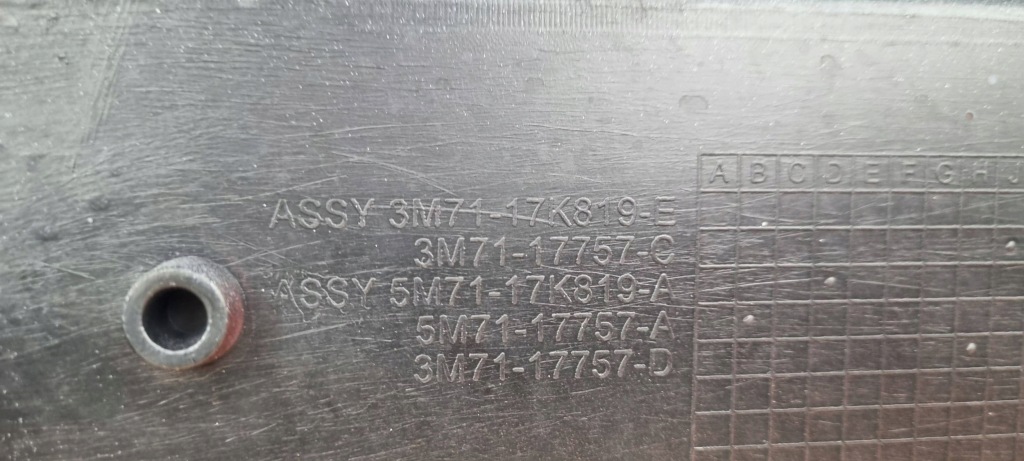 A B C D E F G H J
ASSY 3M71-17K819-E
3M71-17757-C
ASSY 5M71-17K819-A
5M71-17757-A
3M71-17757-D